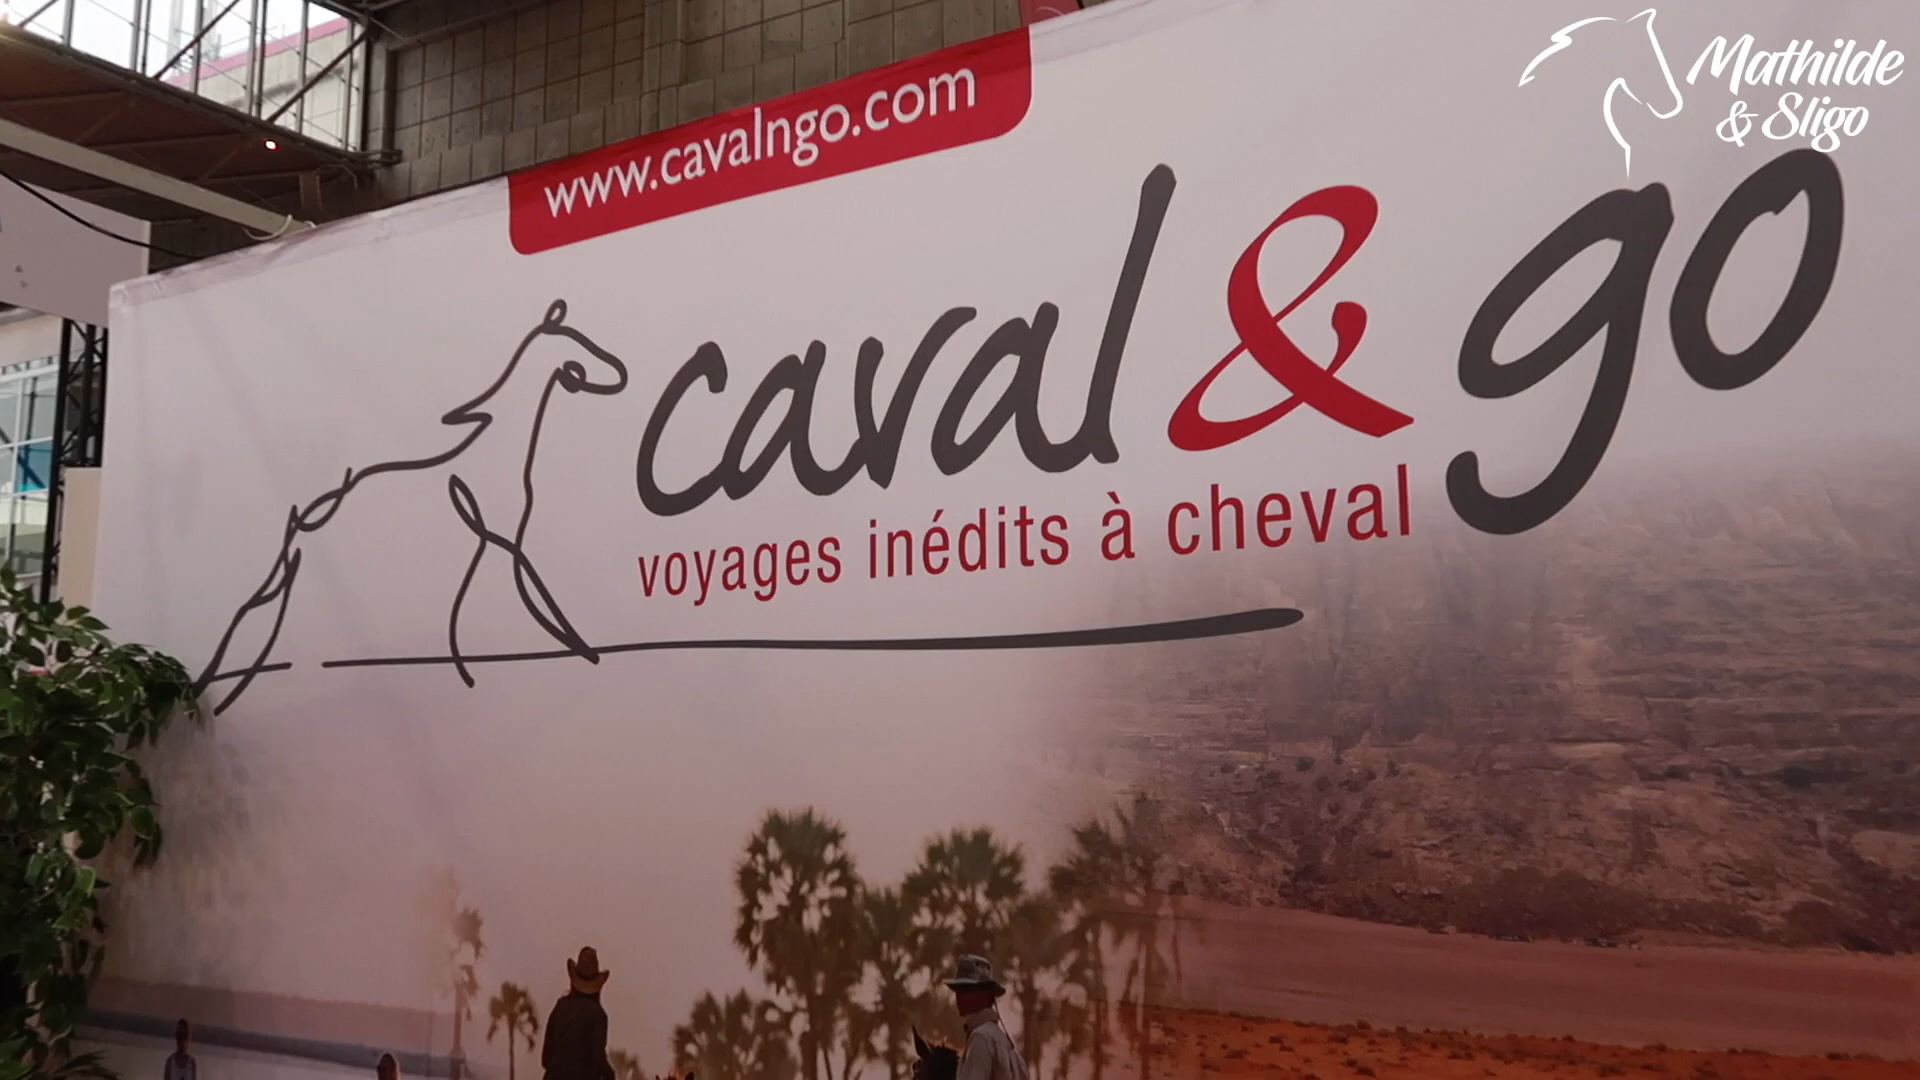 Mathilde
& Sligo
www.cavalngo.com
caval & go
voyages inédits à cheval